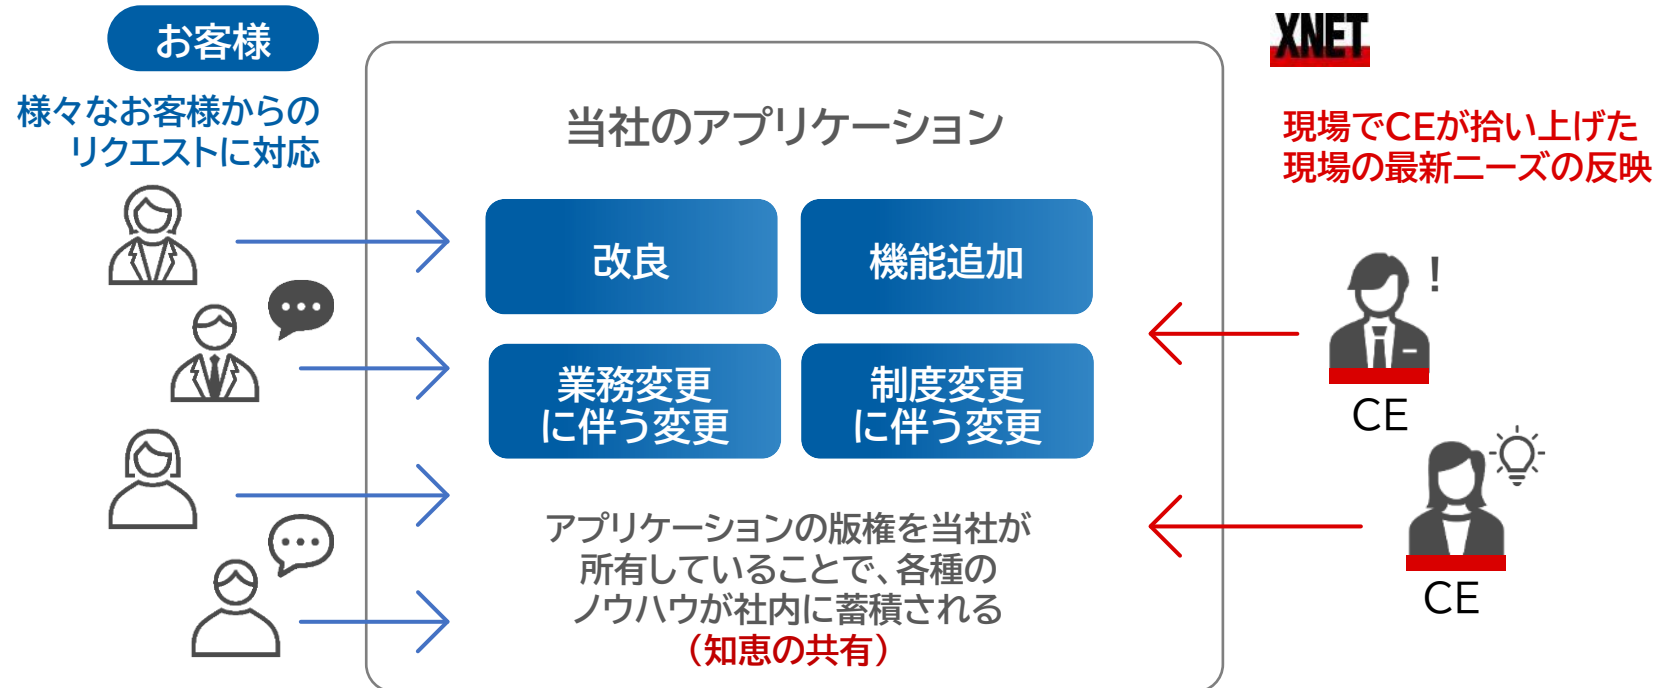 お客様
様々なお客様からの
リクエストに対応
当社のアプリケーション
改良
機能追加
業務変更
に伴う変更
制度変更
に伴う変更
アプリケーションの版権を当社が
所有していることで、各種の
ノウハウが社内に蓄積される
（知恵の共有）
XNET
現場でCEが拾い上げた
現場の最新ニーズの反映
!
CE
CE